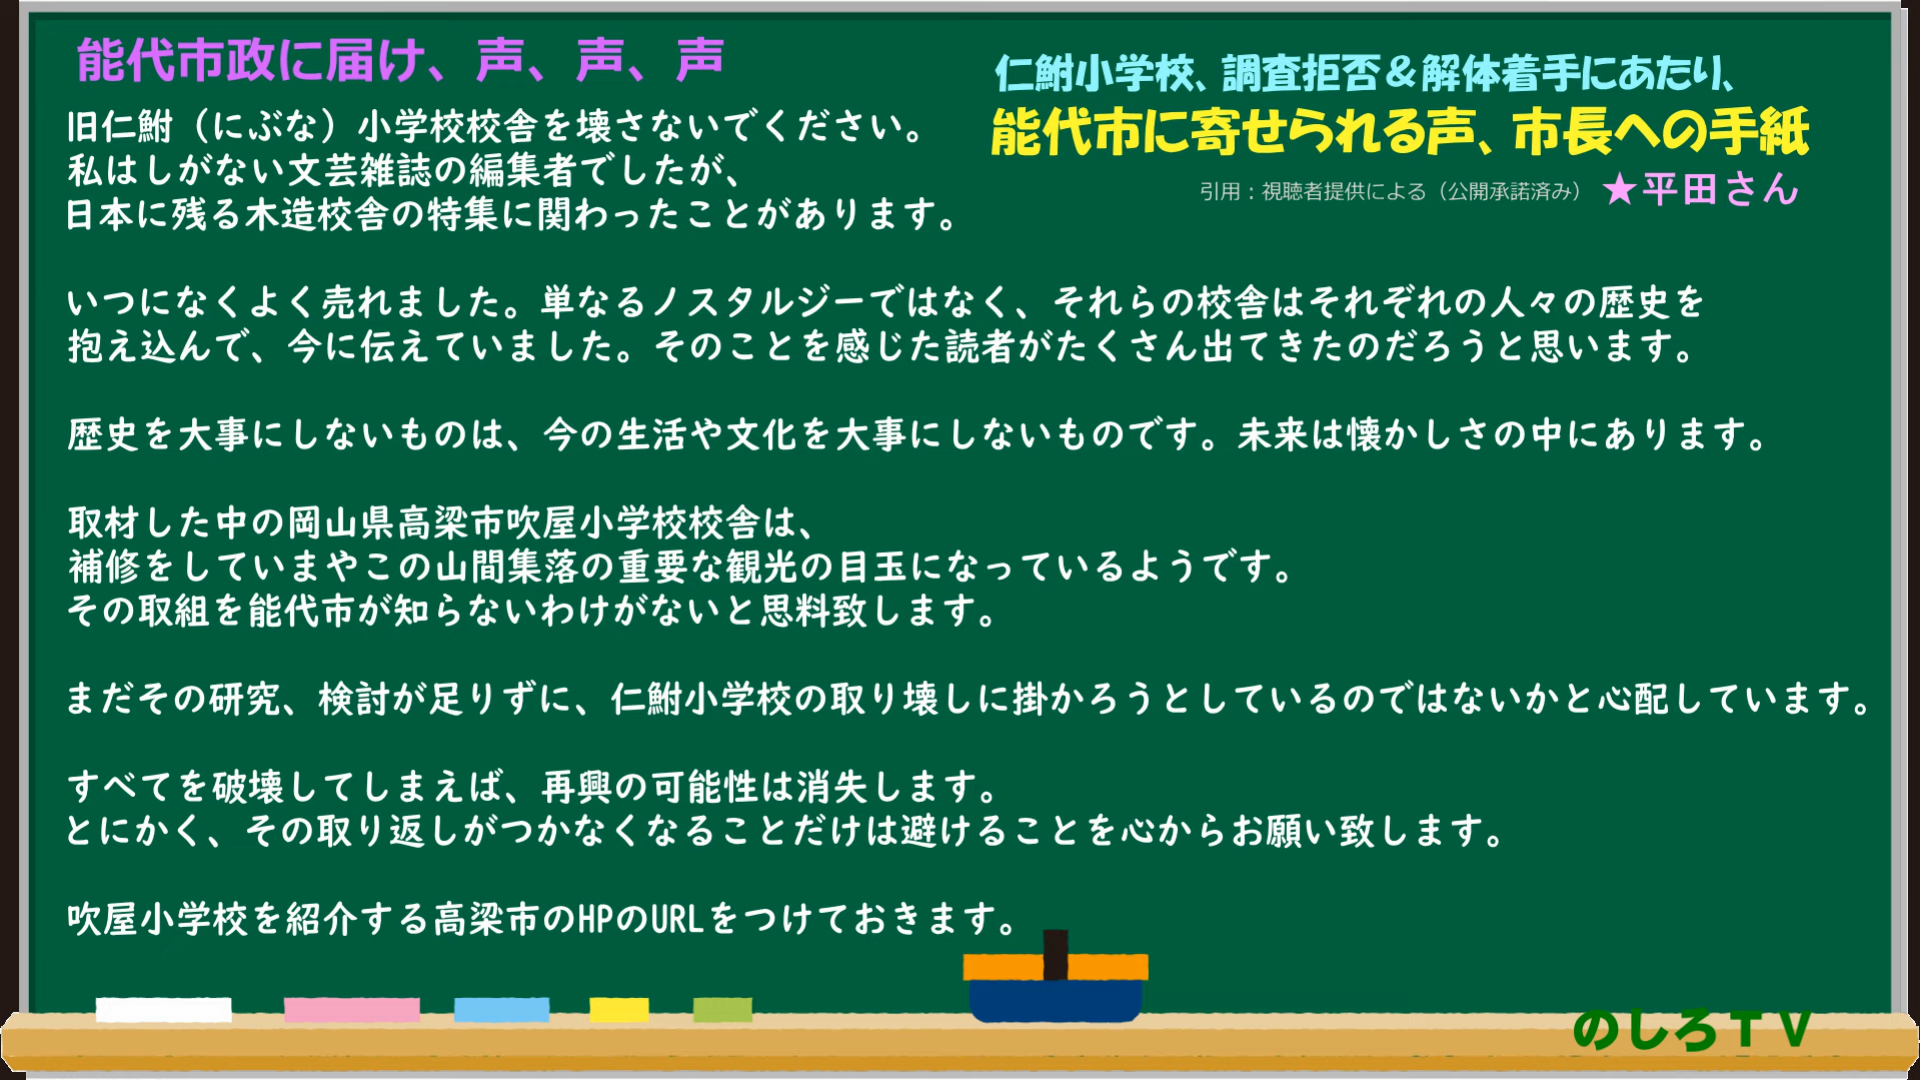 能代市政に届け、声、声、声
仁鮒小学校、調査拒否＆解体着手にあたり、
能代市に寄せられる声、市長への手紙
引用：視聴者提供による（公開承諾済み） ★平田さん
旧仁鮒（にぶな）小学校校舎を壊さないでください。
私はしがない文芸雑誌の編集者でしたが、
日本に残る木造校舎の特集に関わったことがあります。
いつになくよく売れました。単なるノスタルジーではなく、それらの校舎はそれぞれの人々の歴史を
抱え込んで、今に伝えていました。そのことを感じた読者がたくさん出てきたのだろうと思います。
歴史を大事にしないものは、今の生活や文化を大事にしないものです。未来は懐かしさの中にあります。
取材した中の岡山県高梁市吹屋小学校校舎は、
補修をしていまやこの山間集落の重要な観光の目玉になっているようです。
その取組を能代市が知らないわけがないと思料致します。
まだその研究、検討が足りずに、仁鮒小学校の取り壊しに掛かろうとしているのではないかと心配しています。
すべてを破壊してしまえば、再興の可能性は消失します。
とにかく、その取り返しがつかなくなることだけは避けることを心からお願い致します。
吹屋小学校を紹介する高梁市のHPのURLをつけておきます。
のしろＴＶ